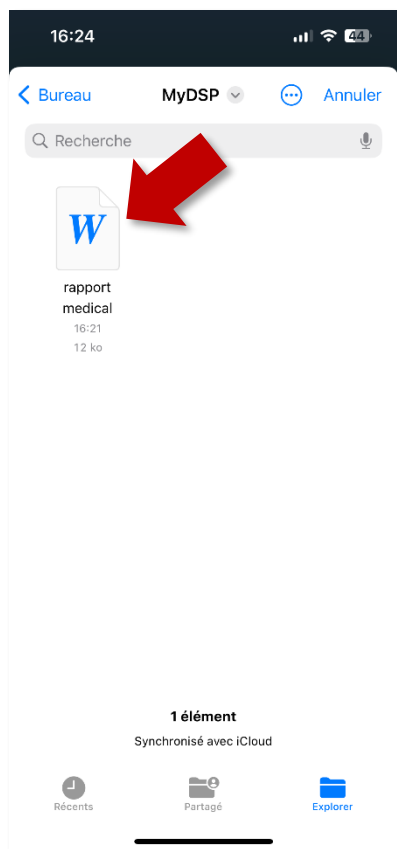 16:24
44
Bureau MyDSP Annuler
Recherche
W
rapport
medical
16:21
12 ko
1 élément
Synchronisé avec iCloud
Récents Partagé Explorer